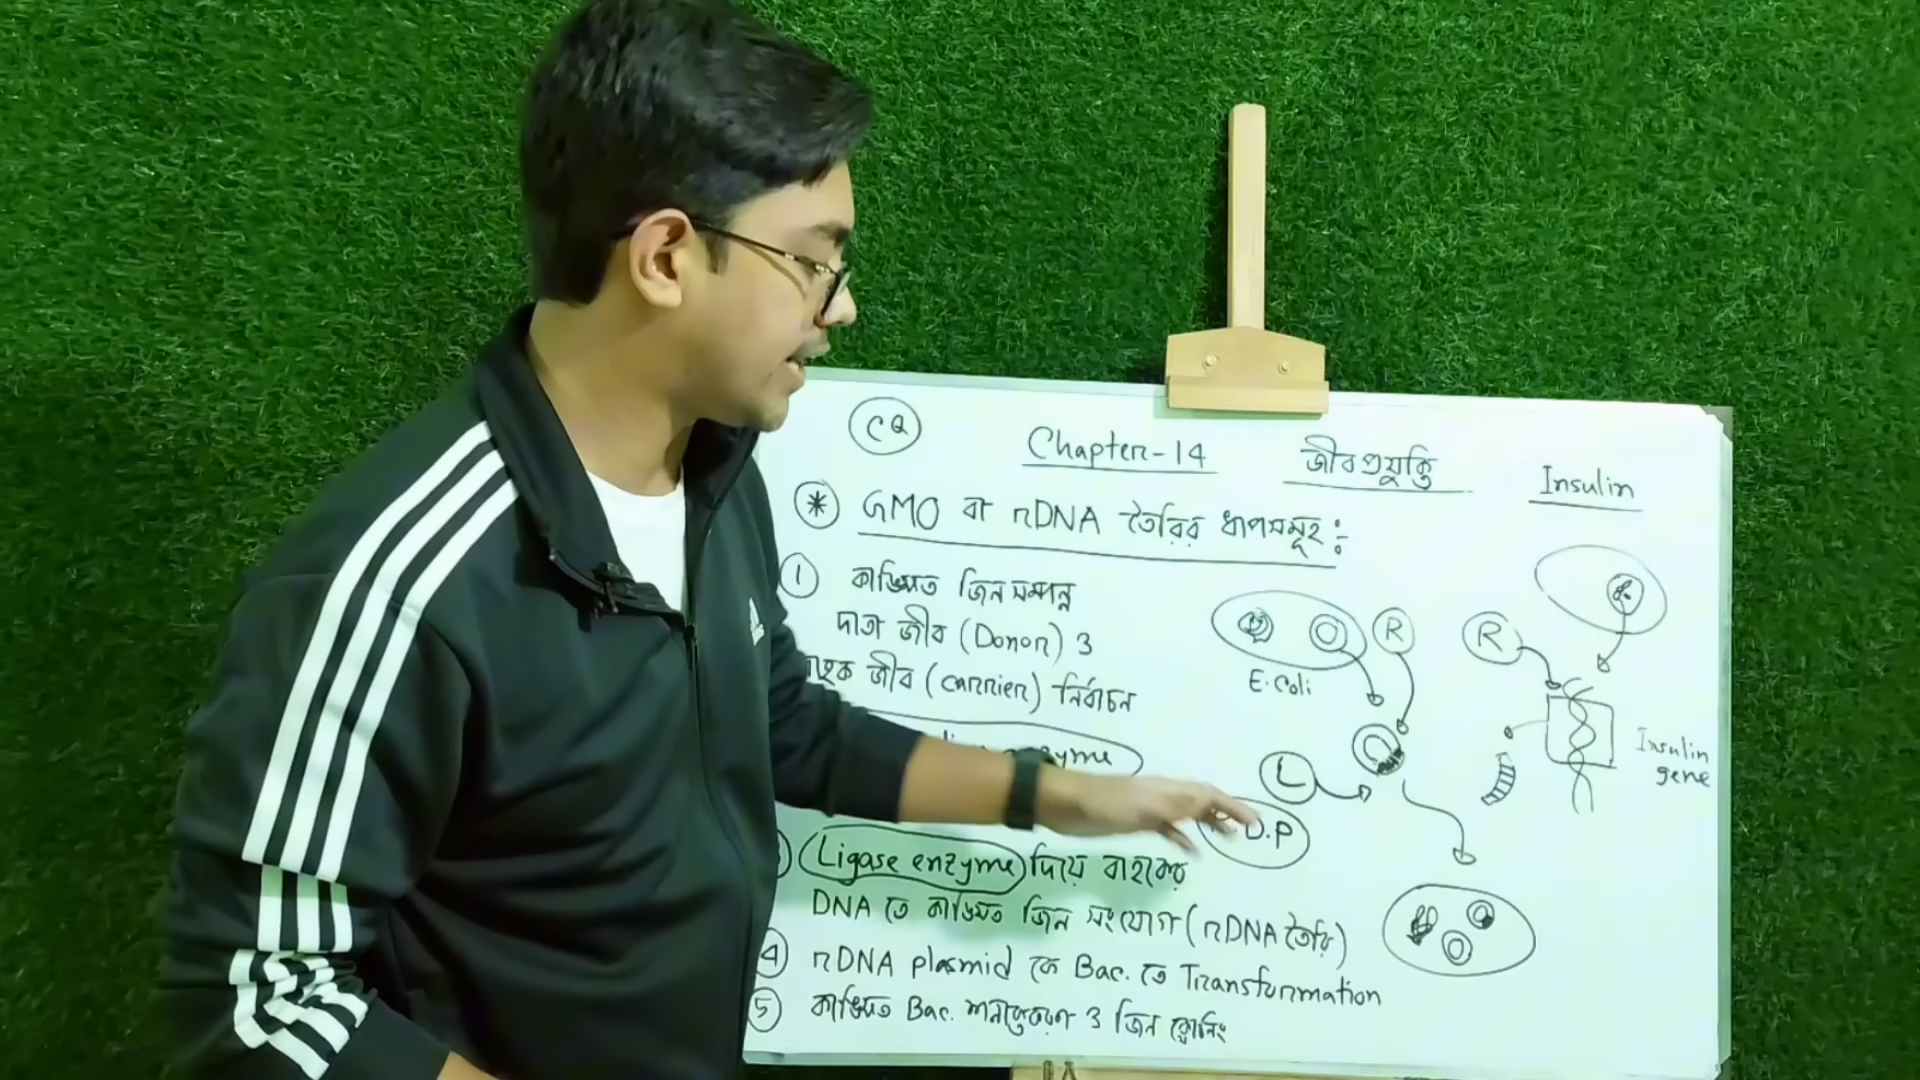 CQ
Chapter-14 জীবপ্রযুক্তি
Insulin
* GMO বা rDNA তৈরির ধাপসমূহ :
1 কাঙ্ক্ষিত জিন সম্পন্ন
দাতা জীব (Donor) ও
বাহক জীব (carrier) নির্বাচন
E. Coli
R
R
Insulin
gene
L
D.P
Ligase enzyme দিয়ে বাহকের
DNA তে কাঙ্ক্ষিত জিন সংযোগ (rDNA তৈরি)
4 rDNA plasmid কে Bac. তে Transformation
5 কাঙ্ক্ষিত Bac. শনাক্তকরণ ও জিন ক্লোনিং